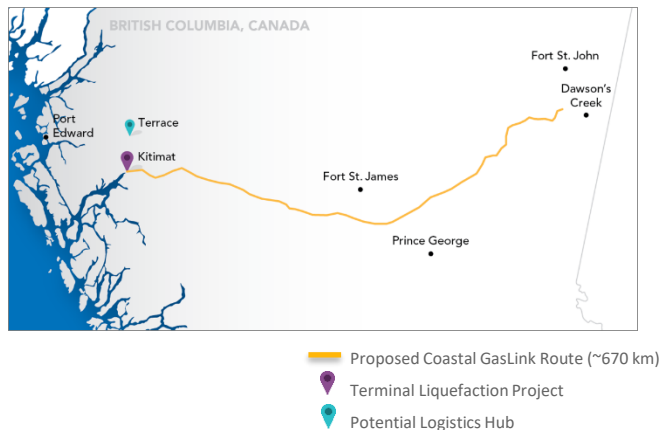 BRITISH COLUMBIA, CANADA
Fort St. John
Dawson's
Creek
Port
Edward
Terrace
Kitimat
Fort St. James
Prince George
Proposed Coastal GasLink Route (~670 km)
Terminal Liquefaction Project
Potential Logistics Hub